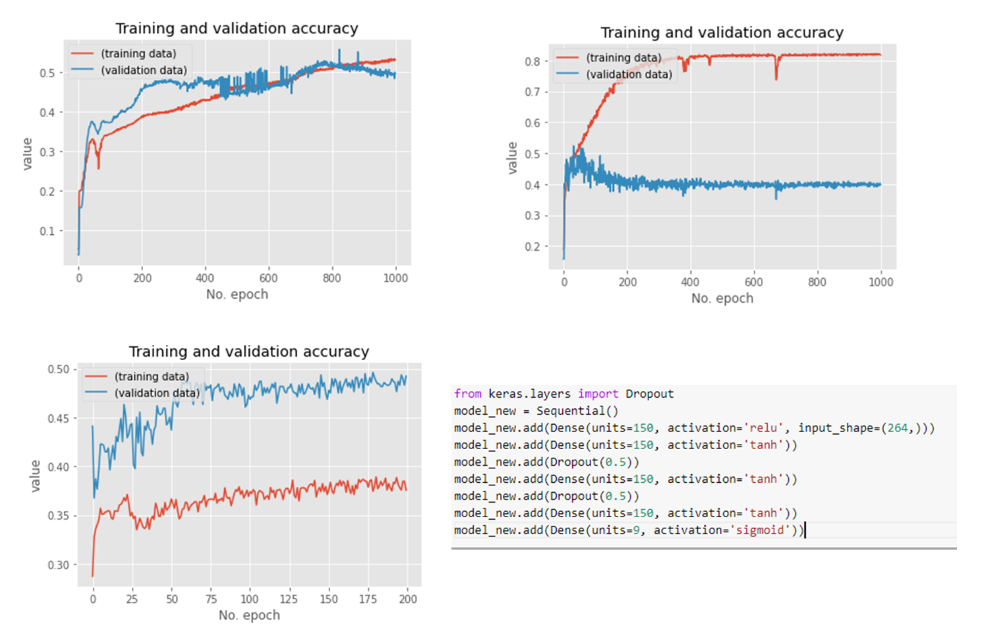 Training and validation accuracy
(training data)
(validation data)
value
0.5
0.4
0.3
0.2
0.1
0 200 400 600 800 1000
No. epoch
Training and validation accuracy
(training data)
(validation data)
value
0.8
0.7
0.6
0.5
0.4
0.3
0.2
0 200 400 600 800 1000
No. epoch
Training and validation accuracy
(training data)
(validation data)
value
0.50
0.45
0.40
0.35
0.30
0 25 50 75 100 125 150 175 200
No. epoch
from keras.layers import Dropout
model_new = Sequential()
model_new.add(Dense(units=150, activation='relu', input_shape=(264,)))
model_new.add(Dense(units=150, activation='tanh'))
model_new.add(Dropout(0.5))
model_new.add(Dense(units=150, activation='tanh'))
model_new.add(Dropout(0.5))
model_new.add(Dense(units=150, activation='tanh'))
model_new.add(Dense(units=9, activation='sigmoid'))